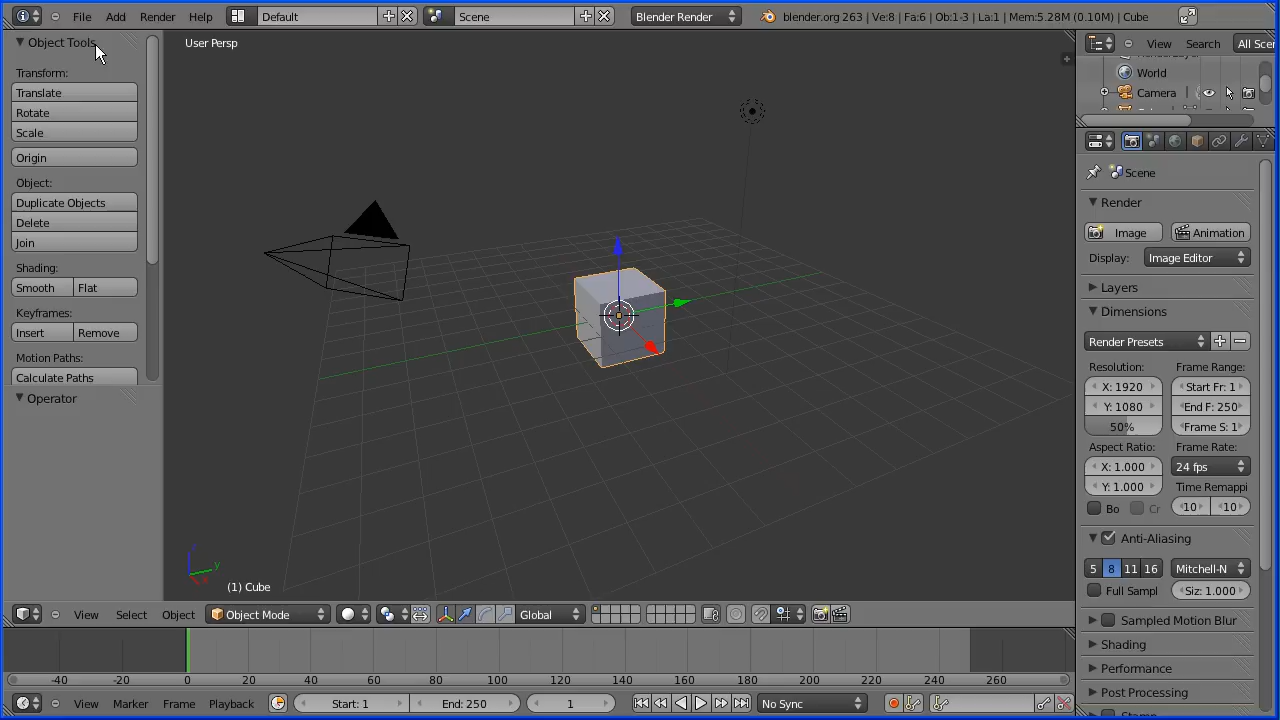 File Add Render Help Default Scene Blender Render blender.org 263 | Ve:8 | Fa:6 | Ob:1-3 | La:1 | Mem:5.28M (0.10M) | Cube
Object Tools
Transform:
Translate
Rotate
Scale
Origin
Object:
Duplicate Objects
Delete
Join
Shading:
Smooth Flat
Keyframes:
Insert Remove
Motion Paths:
Calculate Paths
Operator
User Persp
(1) Cube
View Search All Scen
World
Camera
Scene
Render
Image Animation
Display: Image Editor
Layers
Dimensions
Render Presets
Resolution: Frame Range:
X: 1920 Start Fr: 1
Y: 1080 End F: 250
50% Frame S: 1
Aspect Ratio: Frame Rate:
X: 1.000 24 fps
Y: 1.000 Time Remappi
Bo Cr 10 10
Anti-Aliasing
5 8 11 16 Mitchell-N
Full Sampl Siz: 1.000
Sampled Motion Blur
Shading
Performance
Post Processing
View Select Object Object Mode Global
-40 -20 0 20 40 60 80 100 120 140 160 180 200 220 240 260
View Marker Frame Playback Start: 1 End: 250 1 No Sync